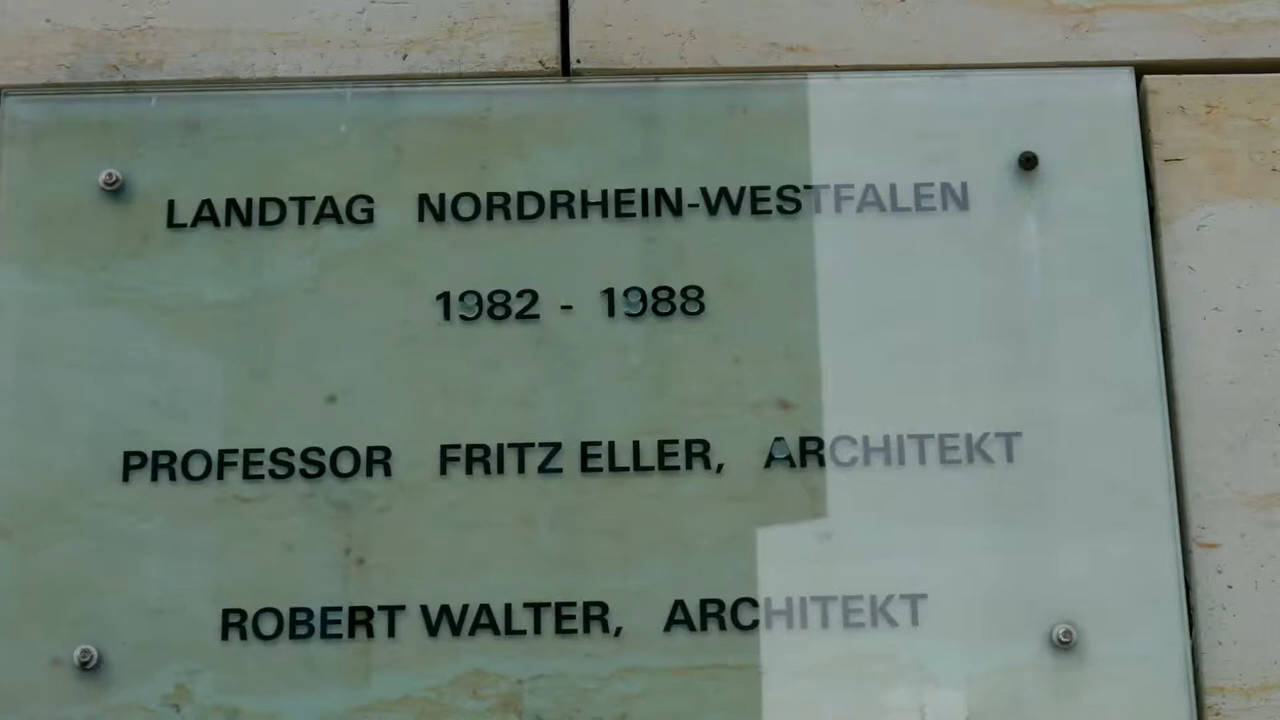 LANDTAG NORDRHEIN-WESTFALEN
1982 - 1988
PROFESSOR FRITZ ELLER, ARCHITEKT
ROBERT WALTER, ARCHITEKT